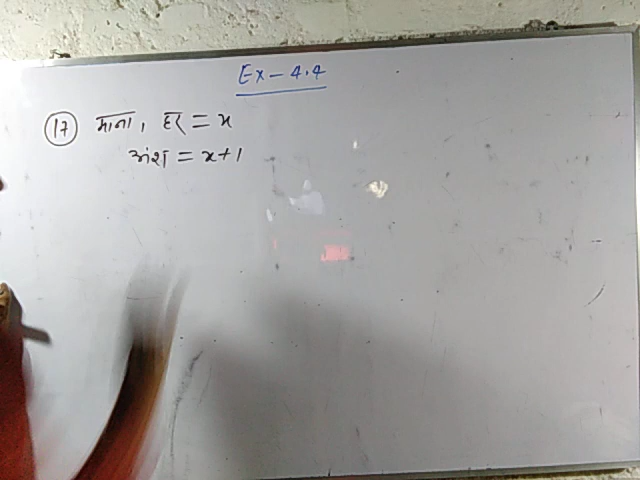 Ex - 4.4
17 माना, हर = x
अंश = x+1